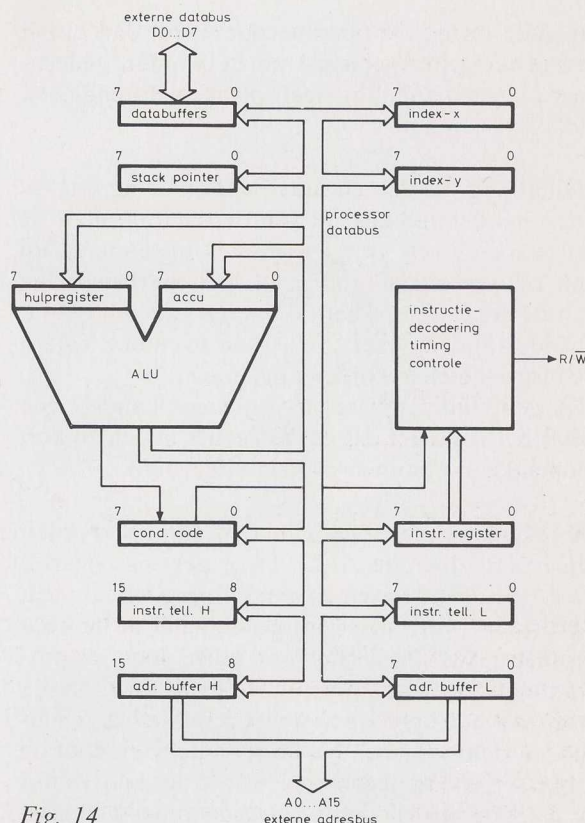 externe databus
D0...D7
7 0
databuffers
7 0
index-x
7 0
stack pointer
7 0
index-y
processor
databus
7 0
hulpregister
7 0
accu
ALU
instructie-
decodering
timing
controle
R/W̅
7 0
cond. code
7 0
instr. register
15 8
instr. tell. H
7 0
instr. tell. L
15 8
adr. buffer H
7 0
adr. buffer L
A0...A15
externe adresbus
Fig. 14